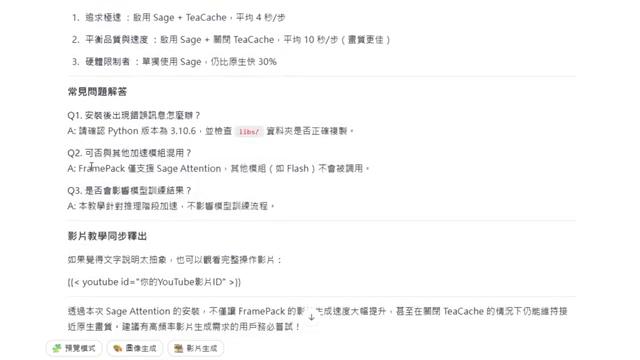 1. 追求極速 ：啟用 Sage + TeaCache，平均 4 秒/步
2. 平衡品質與速度 ：啟用 Sage + 關閉 TeaCache，平均 10 秒/步（畫質更佳）
3. 硬體限制者 ：單獨使用 Sage，仍比原生快 30%
常見問題解答
Q1. 安裝後出現錯誤訊息怎麼辦？
A: 請確認 Python 版本為 3.10.6，並檢查 libs/ 資料夾是否正確複製。
Q2. 可否與其他加速模組混用？
A: FramePack 僅支援 Sage Attention，其他模組（如 Flash）不會被調用。
Q3. 是否會影響模型訓練結果？
A: 本教學針對推理階段加速，不影響模型訓練流程。
影片教學同步釋出
如果覺得文字說明太抽象，也可以觀看完整操作影片：
{{< youtube id="你的YouTube影片ID" >}}
透過本次 Sage Attention 的安裝，不僅讓 FramePack 的影片生成速度大幅提升，甚至在關閉 TeaCache 的情況下仍能維持接
近原生畫質。建議有高頻率影片生成需求的用戶務必嘗試！
預覽模式 圖像生成 影片生成